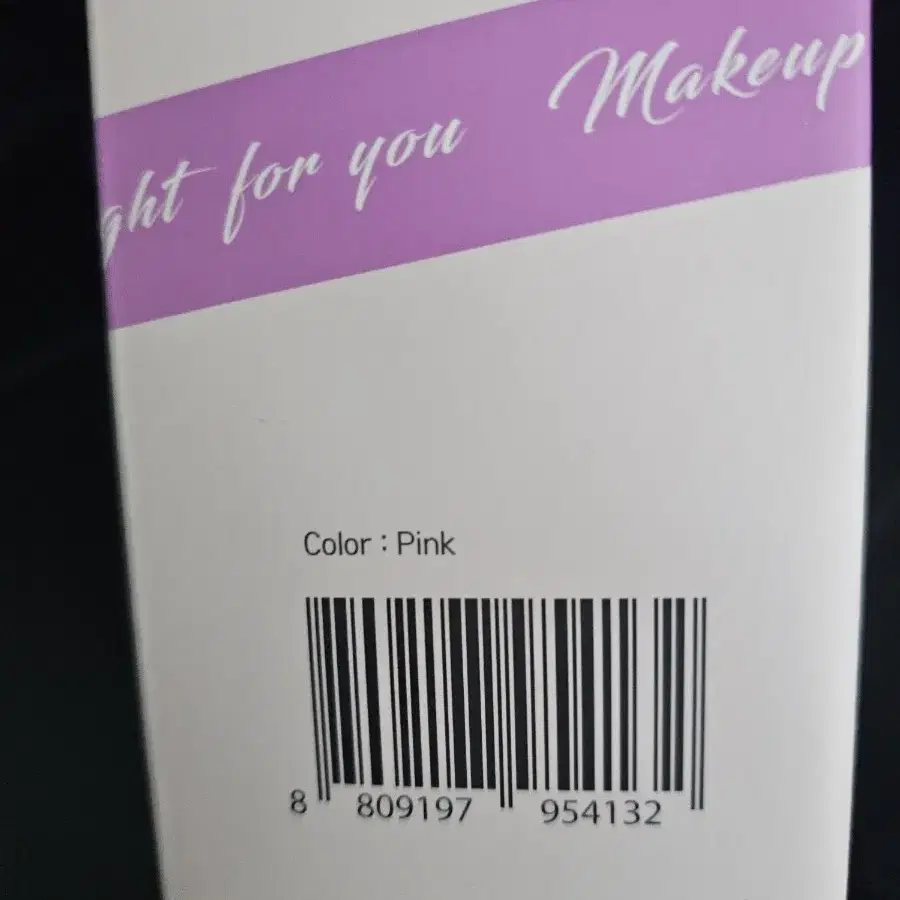 ght for you Makeup
Color : Pink
8 809197 954132